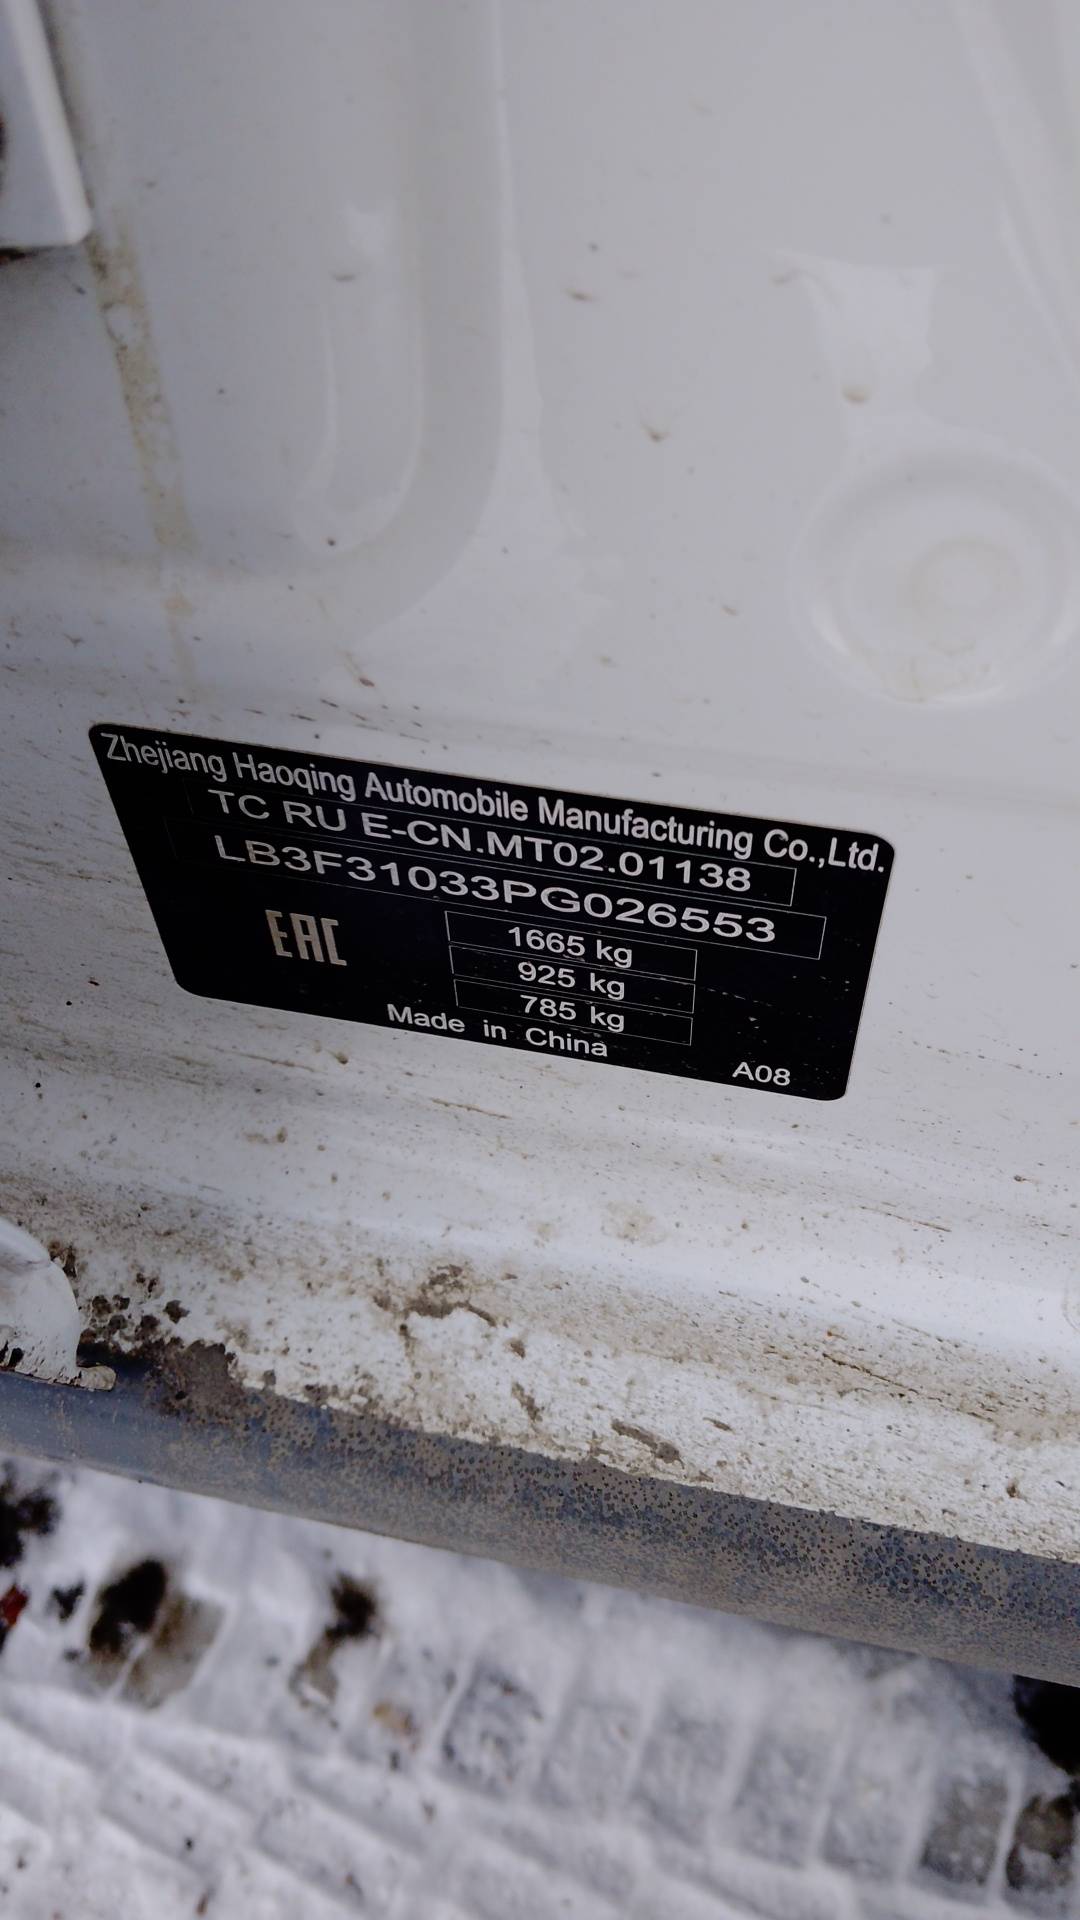 Zhejiang Haoqing Automobile Manufacturing Co.,Ltd.
TC RU E-CN.MT02.01138
LB3F31033PG026553
EAC
1665 kg
925 kg
785 kg
Made in China
A08